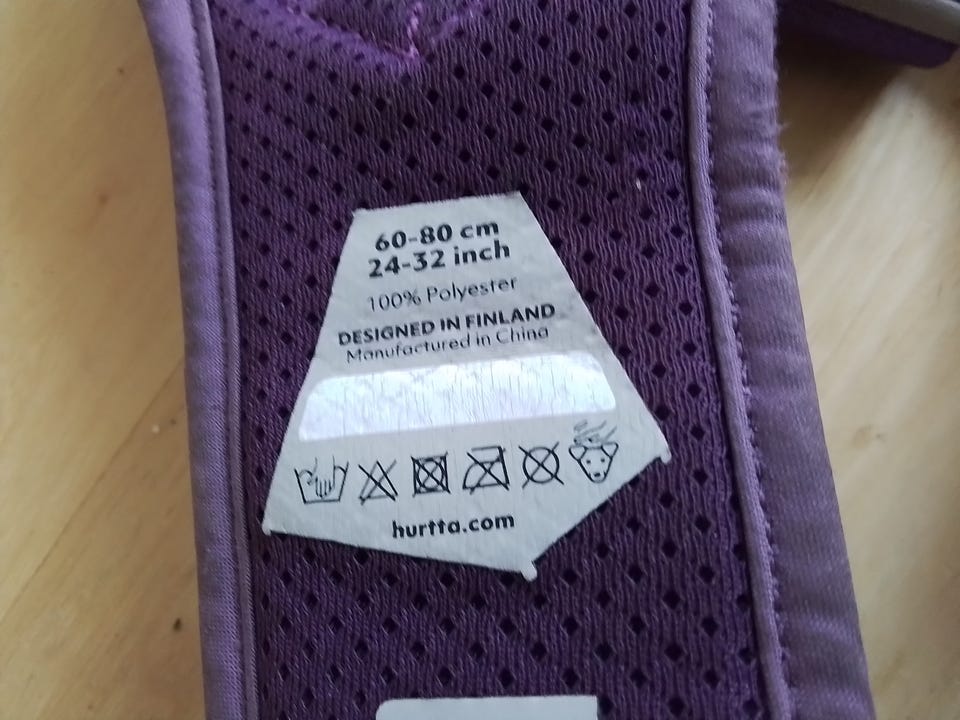 60-80 cm
24-32 inch
100% Polyester
DESIGNED IN FINLAND
Manufactured in China
hurtta.com